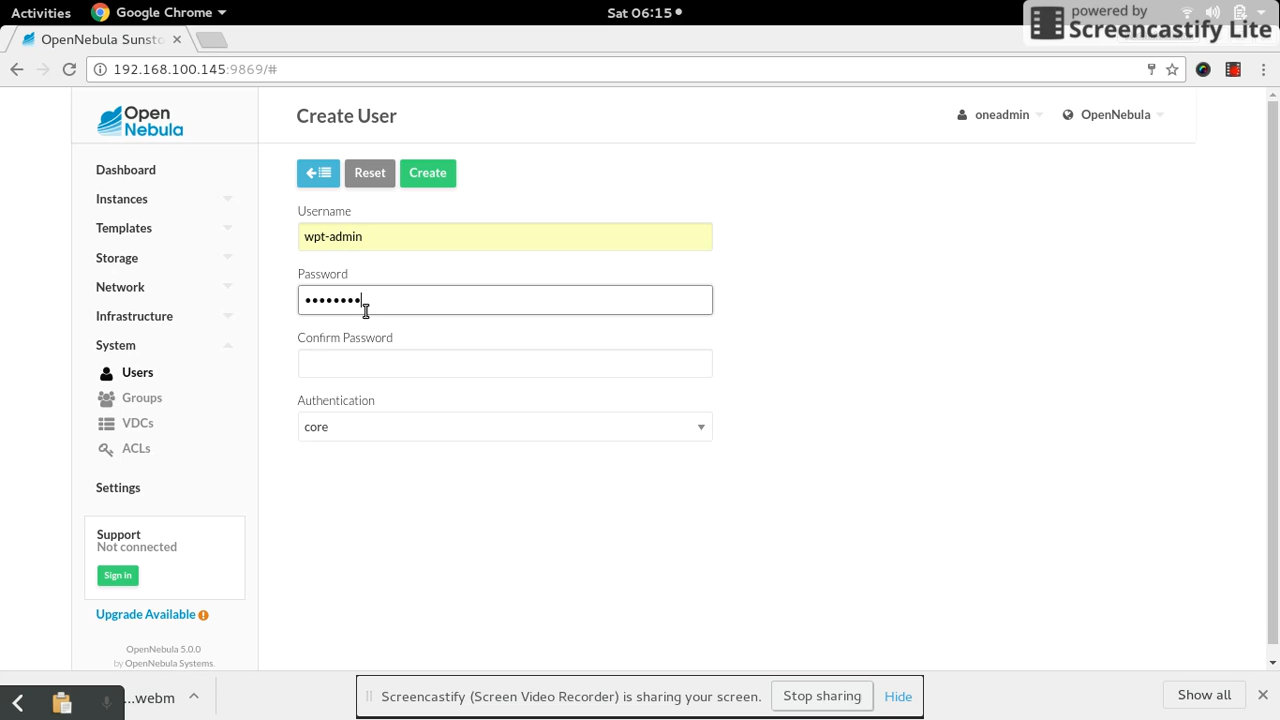 Activities
Google Chrome
Sat 06:15
powered by
Screencastify Lite
OpenNebula Sunsto
192.168.100.145:9869/#
Open
Nebula
Create User
oneadmin
OpenNebula
Dashboard
Instances
Templates
Storage
Network
Infrastructure
System
Users
Groups
VDCs
ACLs
Settings
Support
Not connected
Sign in
Upgrade Available
OpenNebula 5.0.0
by OpenNebula Systems.
Reset
Create
Username
wpt-admin
Password
••••••••
Confirm Password
Authentication
core
...webm
Screencastify (Screen Video Recorder) is sharing your screen.
Stop sharing
Hide
Show all